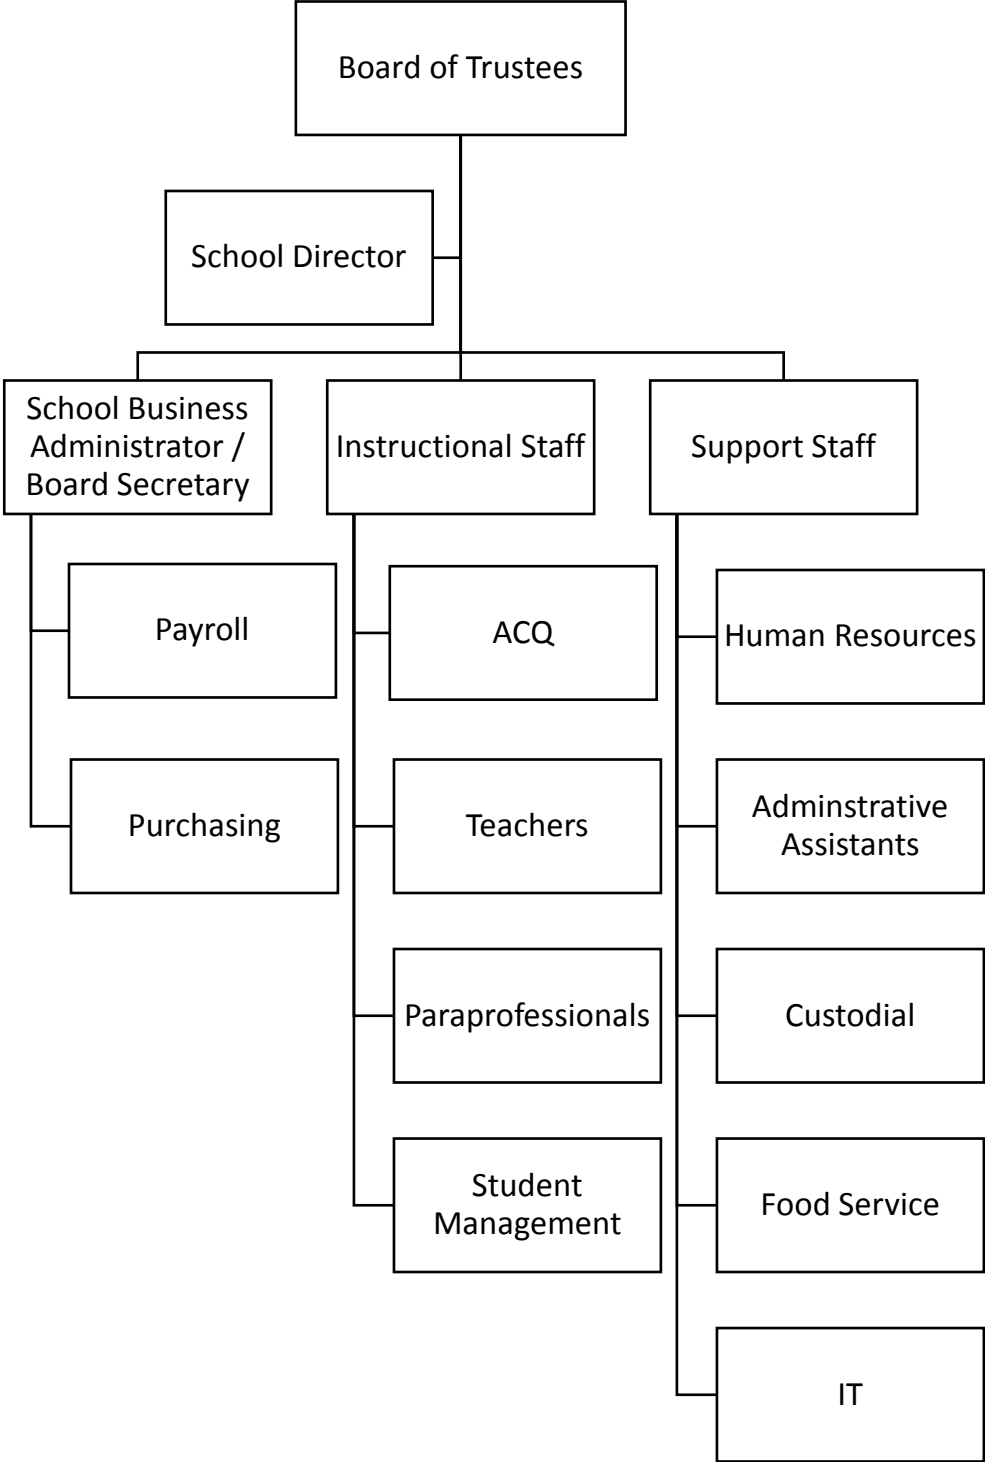 Board of Trustees
School Director
School Business
Administrator /
Board Secretary
Instructional Staff
Support Staff
Payroll
ACQ
Human Resources
Purchasing
Teachers
Adminstrative
Assistants
Paraprofessionals
Custodial
Student
Management
Food Service
IT